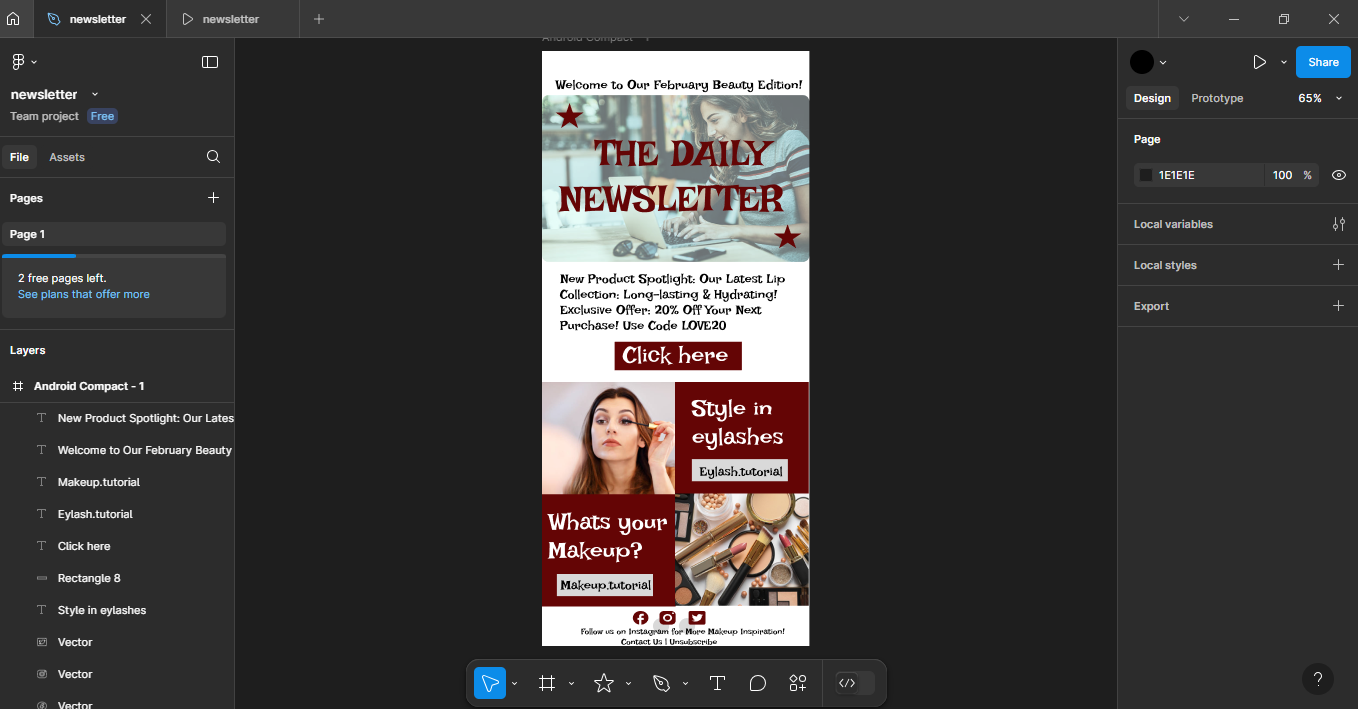 newsletter
newsletter
newsletter
Team project Free
File Assets
Pages
Page 1
2 free pages left.
See plans that offer more
Layers
Android Compact - 1
New Product Spotlight: Our Lates
Welcome to Our February Beauty
Makeup.tutorial
Eylash.tutorial
Click here
Rectangle 8
Style in eylashes
Vector
Vector
Vector
Android Compact - 1
Welcome to Our February Beauty Edition!
THE DAILY
NEWSLETTER
New Product Spotlight: Our Latest Lip
Collection: Long-lasting & Hydrating!
Exclusive Offer: 20% Off Your Next
Purchase! Use Code LOVE20
Click here
Style in
eylashes
Eylash.tutorial
Whats your
Makeup?
Makeup.tutorial
Follow us on Instagram for More Makeup Inspiration!
Contact Us | Unsubscribe
Share
Design Prototype 65%
Page
1E1E1E 100 %
Local variables
Local styles
Export
?